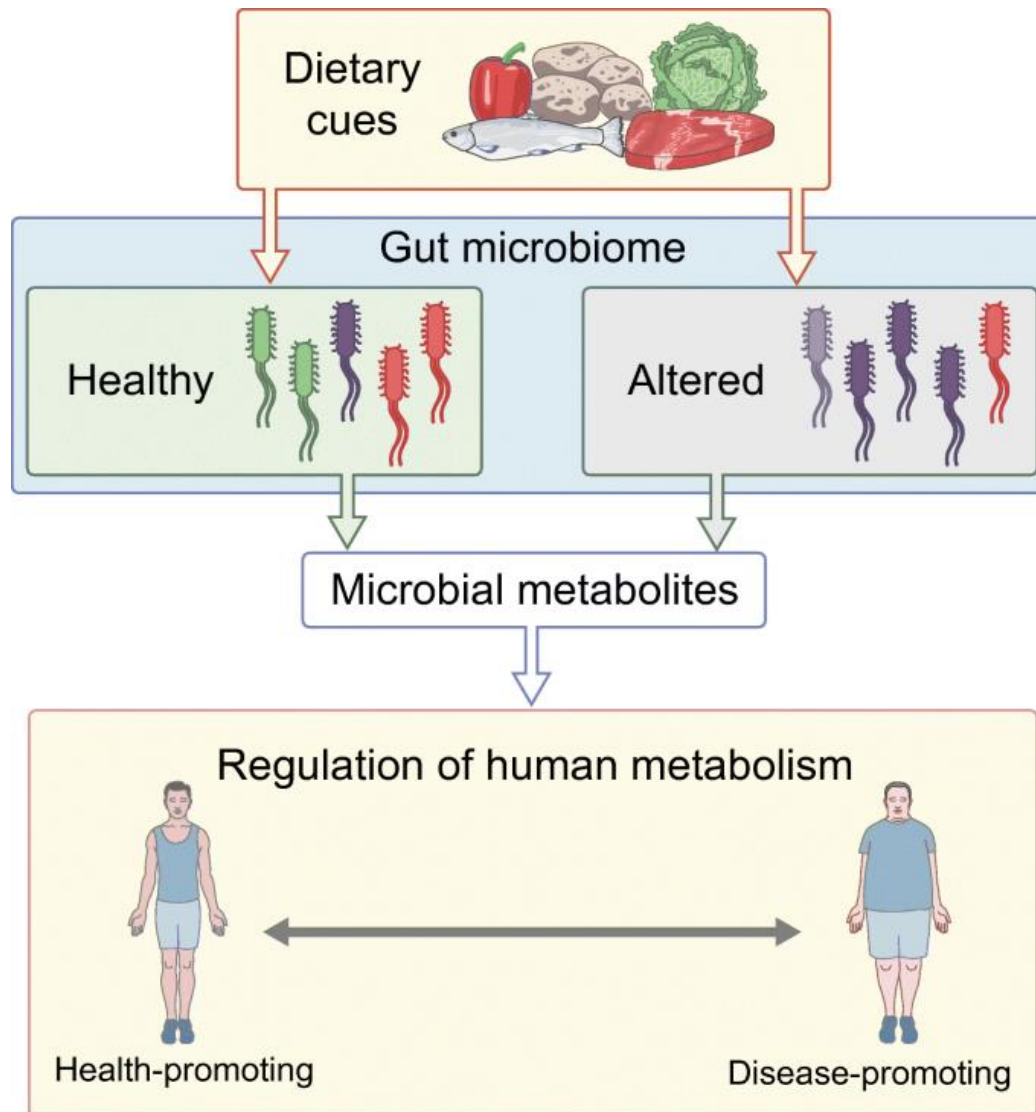 Dietary
cues
Gut microbiome
Healthy
Altered
Microbial metabolites
Regulation of human metabolism
Health-promoting
Disease-promoting